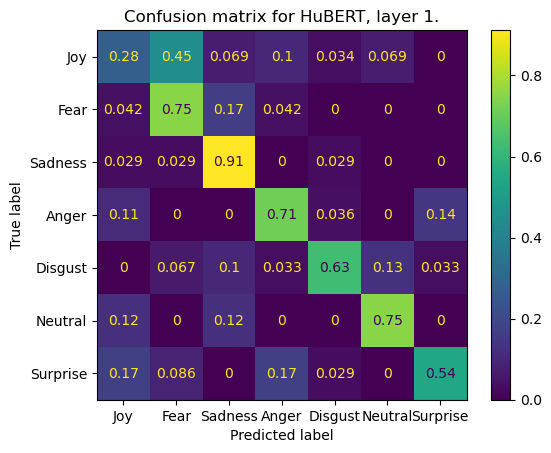 Confusion matrix for HuBERT, layer 1.
Joy 0.28 0.45 0.069 0.1 0.034 0.069 0
Fear 0.042 0.75 0.17 0.042 0 0 0
Sadness 0.029 0.029 0.91 0 0.029 0 0
Anger 0.11 0 0 0.71 0.036 0 0.14
Disgust 0 0.067 0.1 0.033 0.63 0.13 0.033
Neutral 0.12 0 0.12 0 0 0.75 0
Surprise 0.17 0.086 0 0.17 0.029 0 0.54
Joy Fear Sadness Anger Disgust Neutral Surprise
Predicted label
True label
0.8
0.6
0.4
0.2
0.0